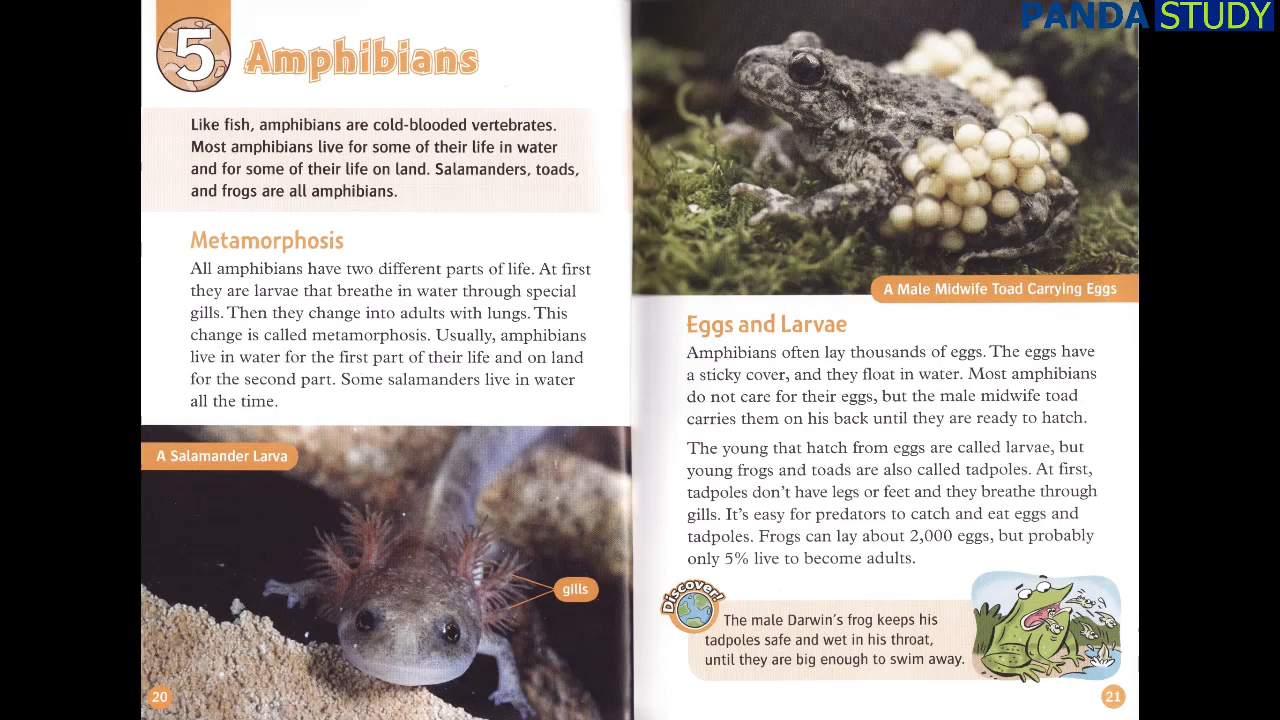 PANDA STUDY
5 Amphibians
Like fish, amphibians are cold-blooded vertebrates.
Most amphibians live for some of their life in water
and for some of their life on land. Salamanders, toads,
and frogs are all amphibians.
Metamorphosis
All amphibians have two different parts of life. At first
they are larvae that breathe in water through special
gills. Then they change into adults with lungs. This
change is called metamorphosis. Usually, amphibians
live in water for the first part of their life and on land
for the second part. Some salamanders live in water
all the time.
A Salamander Larva
gills
20
A Male Midwife Toad Carrying Eggs
Eggs and Larvae
Amphibians often lay thousands of eggs. The eggs have
a sticky cover, and they float in water. Most amphibians
do not care for their eggs, but the male midwife toad
carries them on his back until they are ready to hatch.
The young that hatch from eggs are called larvae, but
young frogs and toads are also called tadpoles. At first,
tadpoles don't have legs or feet and they breathe through
gills. It's easy for predators to catch and eat eggs and
tadpoles. Frogs can lay about 2,000 eggs, but probably
only 5% live to become adults.
Discover!
The male Darwin's frog keeps his
tadpoles safe and wet in his throat,
until they are big enough to swim away.
21